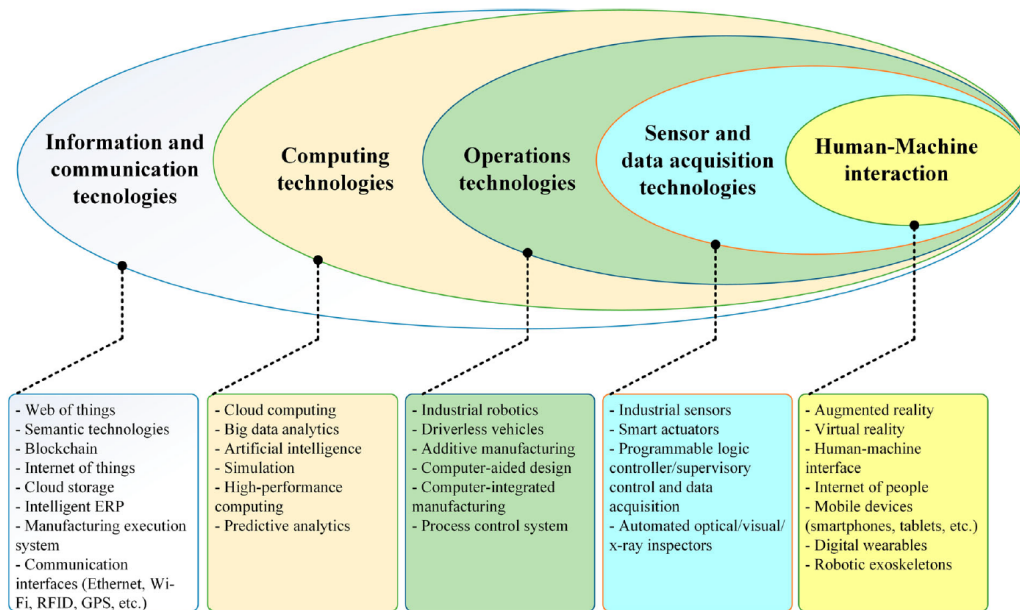 Information and
communication
tecnologies
Computing
technologies
Operations
technologies
Sensor and
data acquisition
technologies
Human-Machine
interaction
- Web of things
- Semantic technologies
- Blockchain
- Internet of things
- Cloud storage
- Intelligent ERP
- Manufacturing execution
system
- Communication
interfaces (Ethernet, Wi-
Fi, RFID, GPS, etc.)
- Cloud computing
- Big data analytics
- Artificial intelligence
- Simulation
- High-performance
computing
- Predictive analytics
- Industrial robotics
- Driverless vehicles
- Additive manufacturing
- Computer-aided design
- Computer-integrated
manufacturing
- Process control system
- Industrial sensors
- Smart actuators
- Programmable logic
controller/supervisory
control and data
acquisition
- Automated optical/visual/
x-ray inspectors
- Augmented reality
- Virtual reality
- Human-machine
interface
- Internet of people
- Mobile devices
(smartphones, tablets, etc.)
- Digital wearables
- Robotic exoskeletons